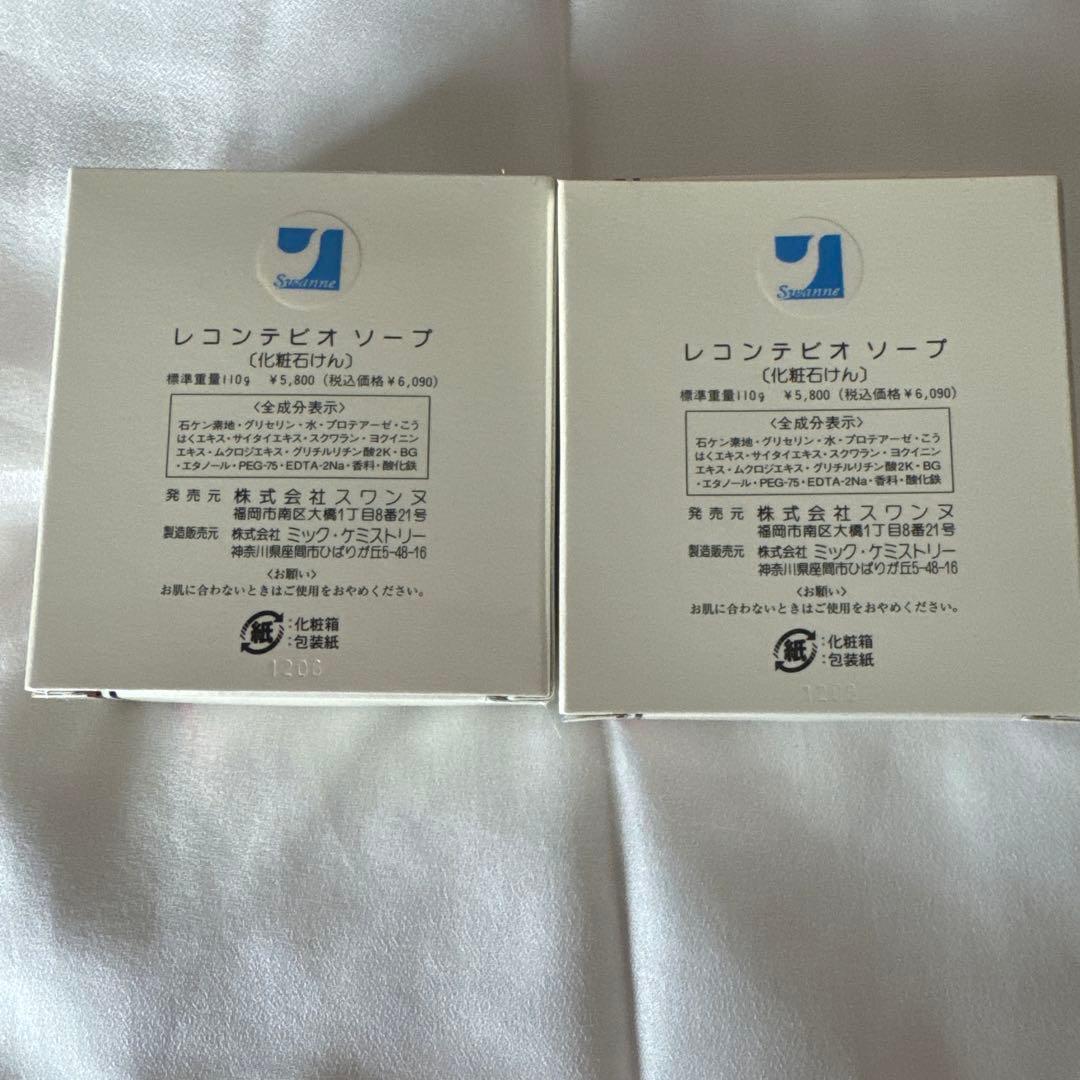 Swanne
レコンテビオ ソープ
〔化粧石けん〕
標準重量110g ¥5,800（税込価格¥6,090）
〈全成分表示〉
石ケン素地・グリセリン・水・プロテアーゼ・こう
はくエキス・サイタイエキス・スクワラン・ヨクイニン
エキス・ムクロジエキス・グリチルリチン酸2K・BG
・エタノール・PEG-75・EDTA-2Na・香料・酸化鉄
発売元 株式会社スワンヌ
福岡市南区大橋1丁目8番21号
製造販売元 株式会社 ミック・ケミストリー
神奈川県座間市ひばりが丘5-48-16
〈お願い〉
お肌に合わないときはご使用をおやめください。
紙 :化粧箱
:包装紙
1206
Swanne
レコンテビオ ソープ
〔化粧石けん〕
標準重量110g ¥5,800（税込価格¥6,090）
〈全成分表示〉
石ケン素地・グリセリン・水・プロテアーゼ・こう
はくエキス・サイタイエキス・スクワラン・ヨクイニン
エキス・ムクロジエキス・グリチルリチン酸2K・BG
・エタノール・PEG-75・EDTA-2Na・香料・酸化鉄
発売元 株式会社スワンヌ
福岡市南区大橋1丁目8番21号
製造販売元 株式会社 ミック・ケミストリー
神奈川県座間市ひばりが丘5-48-16
〈お願い〉
お肌に合わないときはご使用をおやめください。
紙 :化粧箱
:包装紙
1206